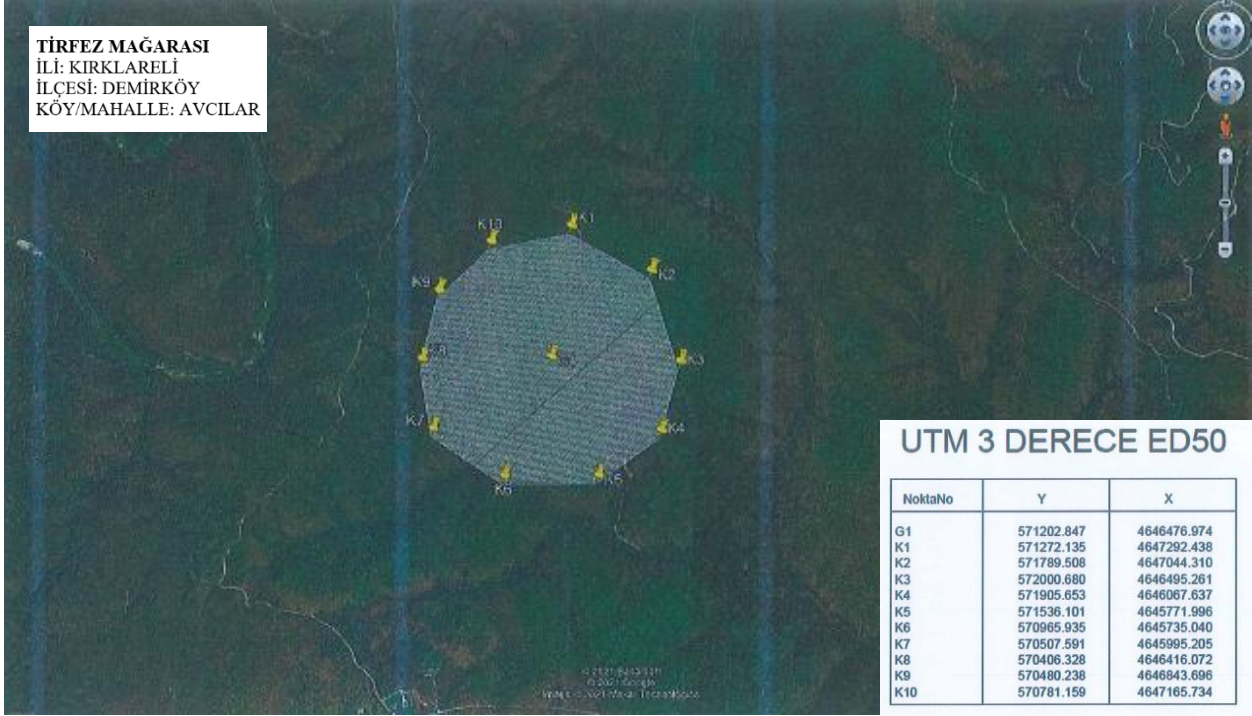 TİRFEZ MAĞARASI
İLİ: KIRKLARELİ
İLÇESİ: DEMİRKÖY
KÖY/MAHALLE: AVCILAR
K10
K1
K2
K9
K8
K3
K7
K4
K6
K5
© 2021 Google
UTM 3 DERECE ED50
NoktaNo Y X
G1 571202.847 4646476.974
K1 571272.135 4647292.438
K2 571789.508 4647044.310
K3 572000.680 4646495.261
K4 571905.653 4646067.637
K5 571536.101 4645771.996
K6 570965.935 4645735.040
K7 570507.591 4645995.205
K8 570406.328 4646416.072
K9 570480.238 4646843.696
K10 570781.159 4647165.734